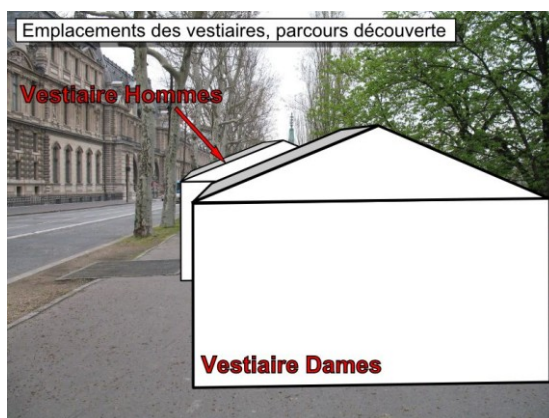 Emplacements des vestiaires, parcours découverte
Vestiaire Hommes
Vestiaire Dames